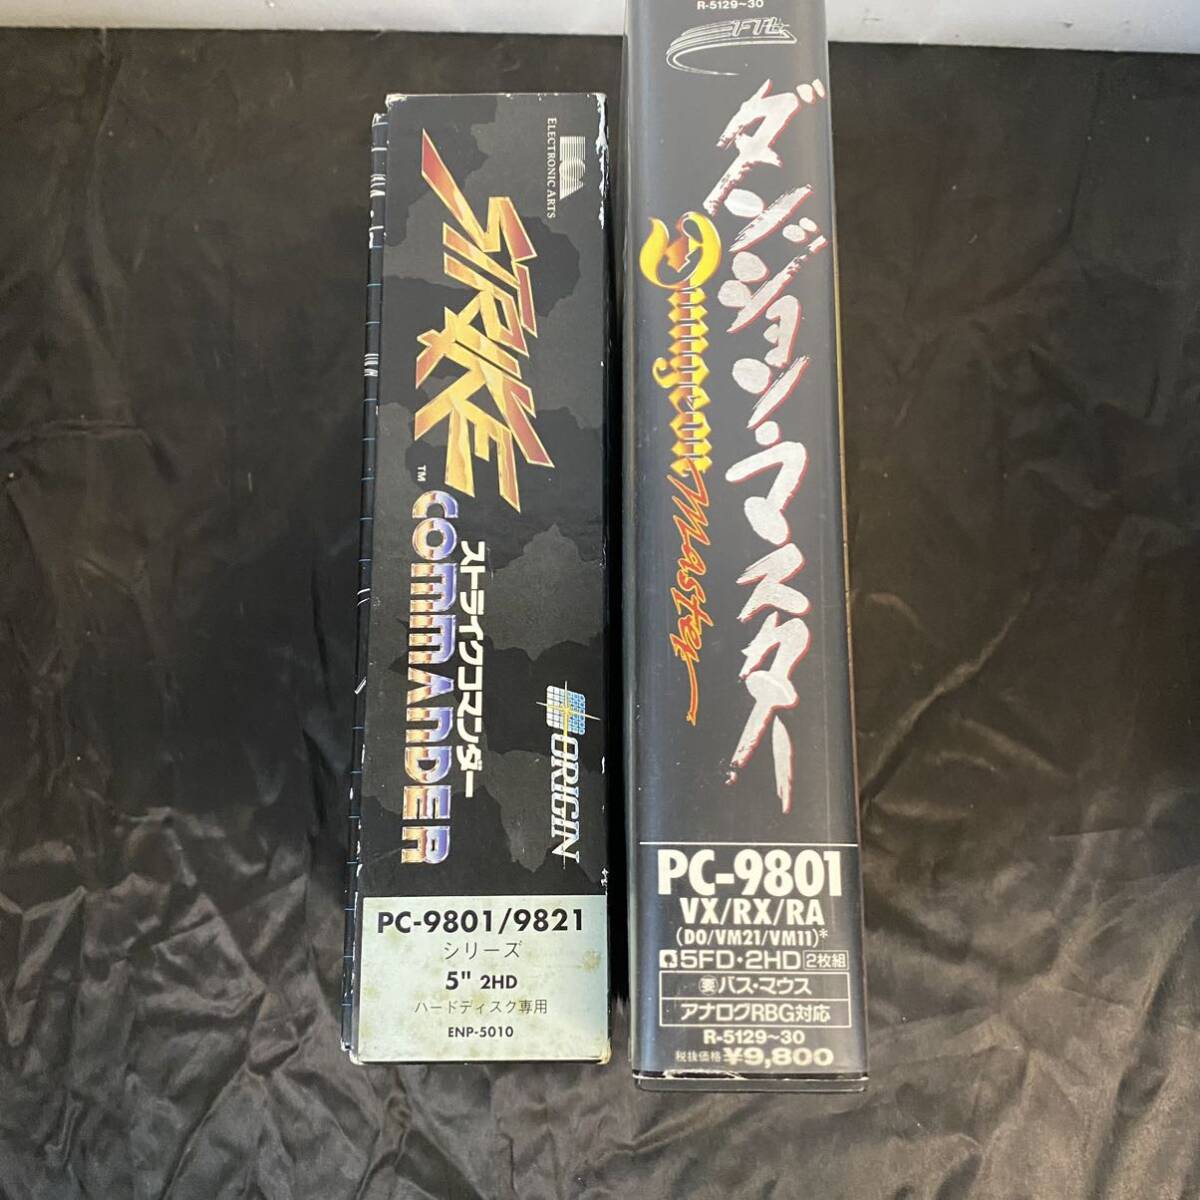 ELECTRONIC ARTS
STRIKE
TM
COMMANDER
ストライクコマンダー
ORIGIN
PC-9801/9821
シリーズ
5" 2HD
ハードディスク専用
ENP-5010
R-5129~30
FTL
ダンジョン・マスター
Dungeon Master
PC-9801
VX/RX/RA
(DO/VM21/VM11)*
5FD・2HD 2枚組
要 バス・マウス
アナログRBG対応
R-5129~30
税抜価格 ¥9,800